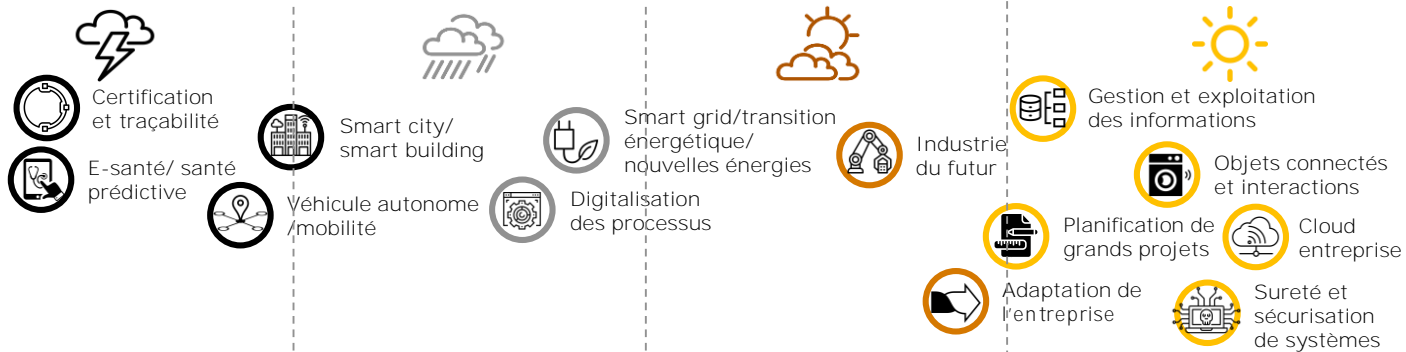 Certification
et traçabilité
E-santé/ santé
prédictive
Smart city/
smart building
Véhicule autonome
/mobilité
Smart grid/transition
énergétique/
nouvelles énergies
Digitalisation
des processus
Industrie
du futur
Gestion et exploitation
des informations
Objets connectés
et interactions
Planification de
grands projets
Cloud
entreprise
Adaptation de
l'entreprise
Sureté et
sécurisation
de systèmes